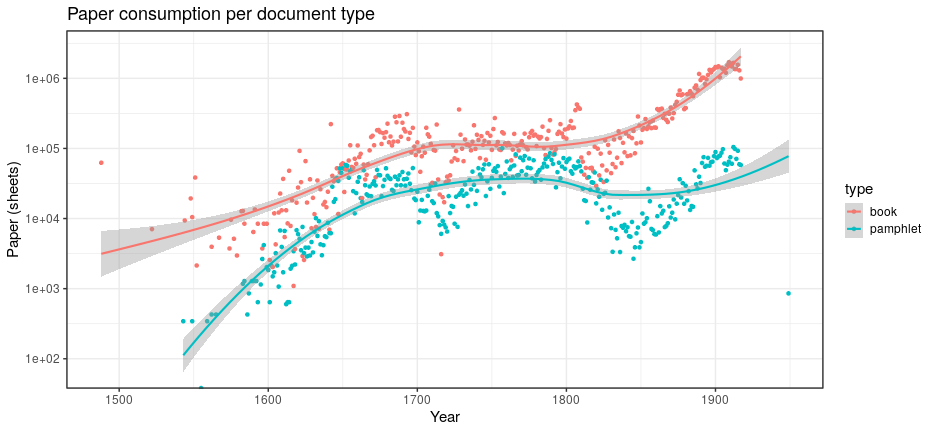 Paper consumption per document type
Paper (sheets)
1e+06
1e+05
1e+04
1e+03
1e+02
1500 1600 1700 1800 1900
Year
type
book
pamphlet